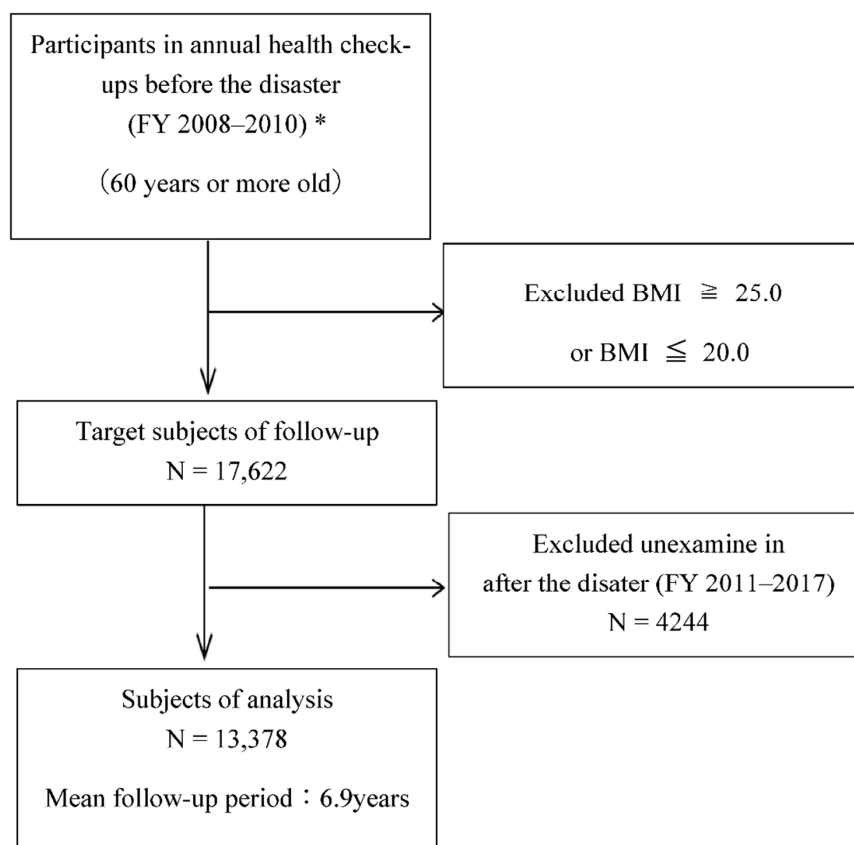 Participants in annual health check-
ups before the disaster
(FY 2008–2010) *
（60 years or more old）
Excluded BMI ≧ 25.0
or BMI ≦ 20.0
Target subjects of follow-up
N = 17,622
Excluded unexamine in
after the disater (FY 2011–2017)
N = 4244
Subjects of analysis
N = 13,378
Mean follow-up period：6.9years